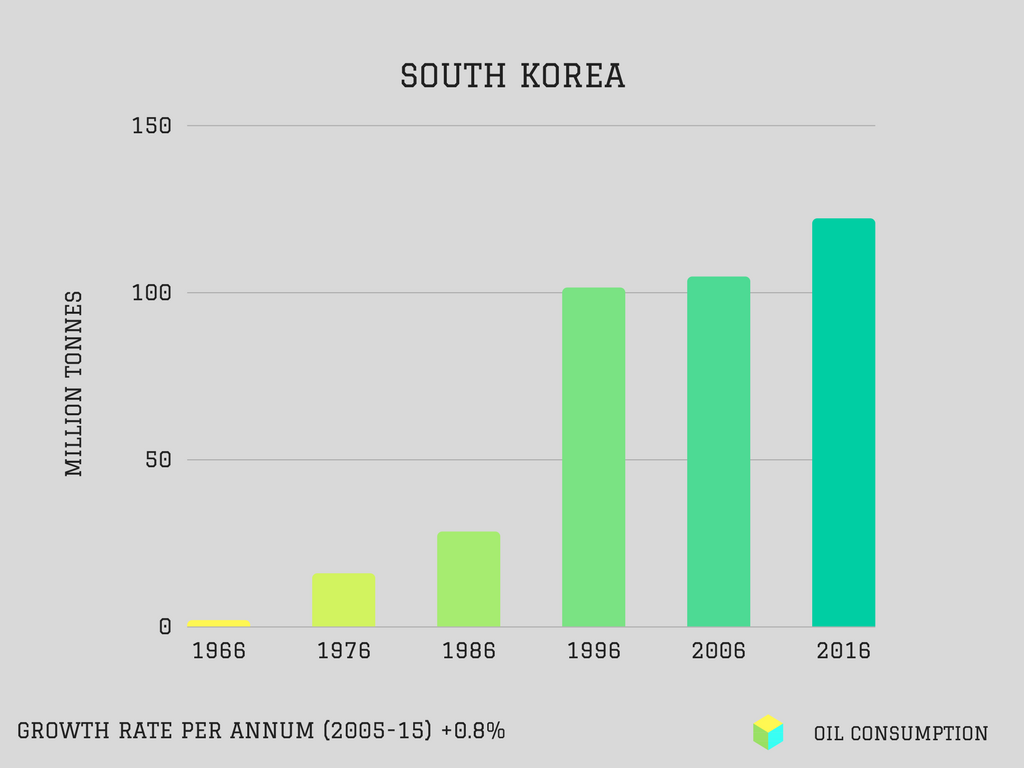 SOUTH KOREA
150
100
50
0
MILLION TONNES
1966 1976 1986 1996 2006 2016
GROWTH RATE PER ANNUM (2005-15) +0.8%
OIL CONSUMPTION